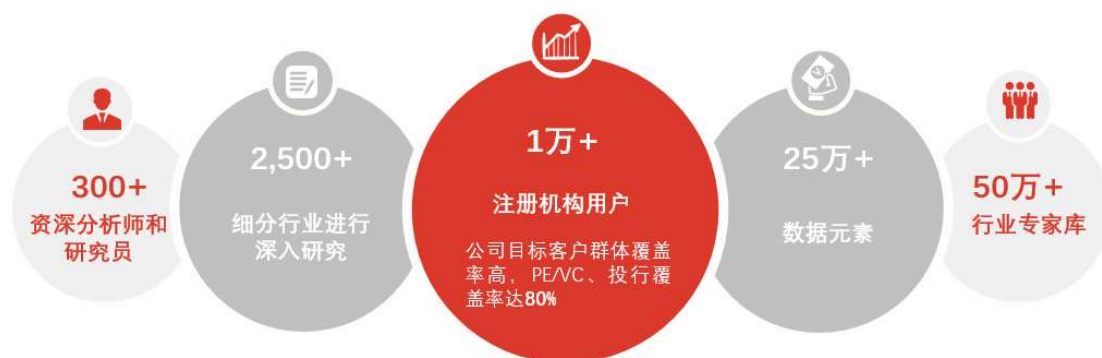 300+
资深分析师和
研究员
2,500+
细分行业进行
深入研究
1万+
注册机构用户
公司目标客户群体覆盖
率高，PE/VC、投行覆
盖率达80%
25万+
数据元素
50万+
行业专家库